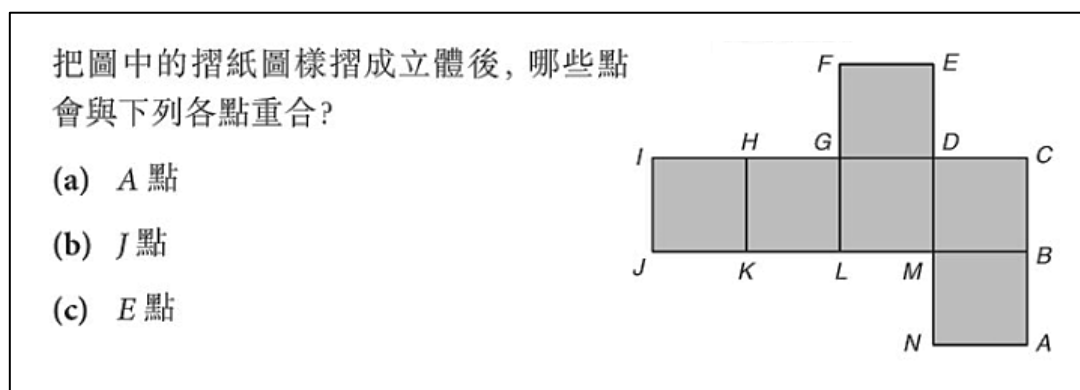 把圖中的摺紙圖樣摺成立體後, 哪些點
會與下列各點重合?
(a) A 點
(b) J 點
(c) E 點
F E
I H G D C
J K L M B
N A